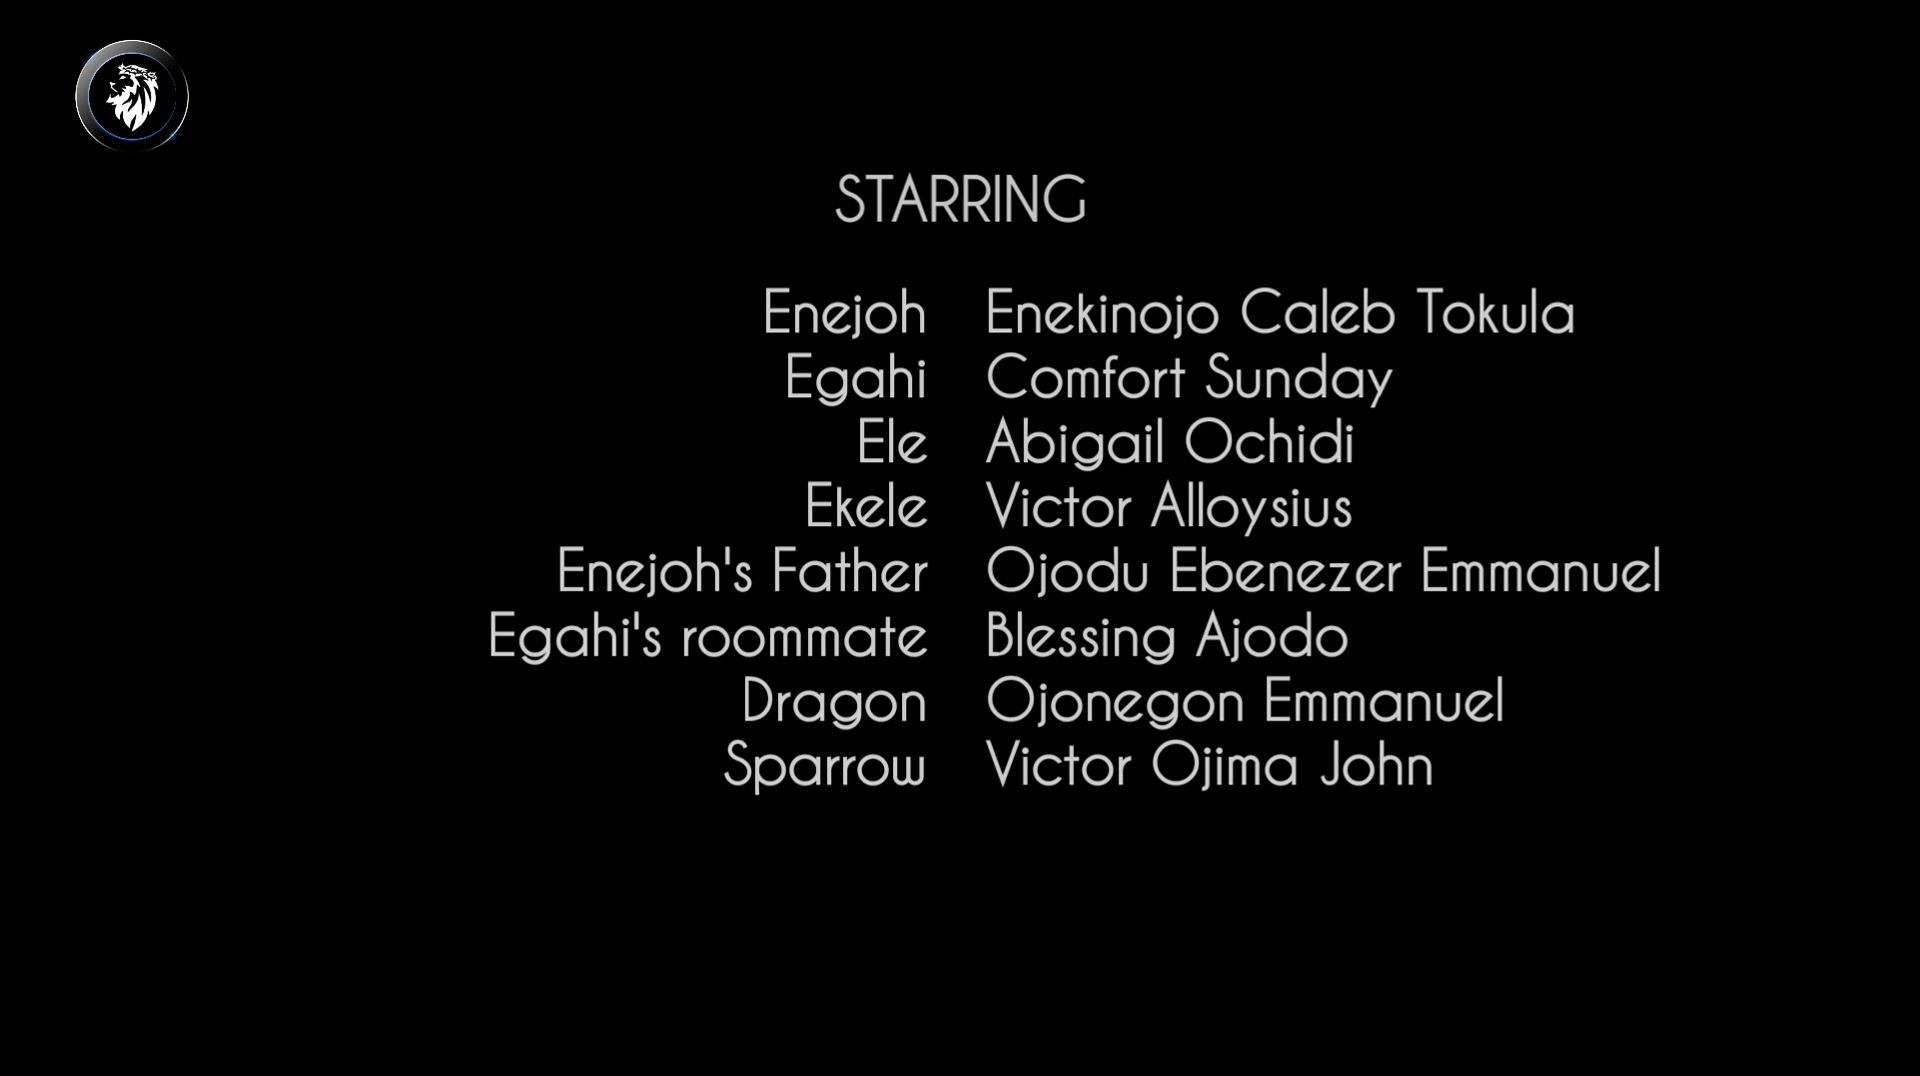 STARRING
Enejoh Enekinojo Caleb Tokula
Egahi Comfort Sunday
Ele Abigail Ochidi
Ekele Victor Alloysius
Enejoh's Father Ojodu Ebenezer Emmanuel
Egahi's roommate Blessing Ajodo
Dragon Ojonegon Emmanuel
Sparrow Victor Ojima John